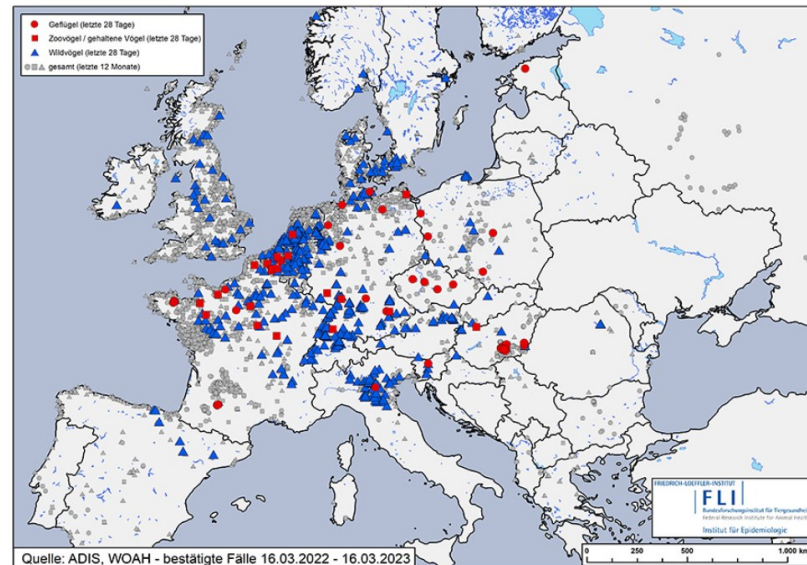 Geflügel (letzte 28 Tage)
Zoovögel / gehaltene Vögel (letzte 28 Tage)
Wildvögel (letzte 28 Tage)
gesamt (letzte 12 Monate)
FRIEDRICH-LOEFFLER-INSTITUT
FLI
Bundesforschungsinstitut für Tiergesundheit
Federal Research Institute for Animal Health
Institut für Epidemiologie
Quelle: ADIS, WOAH - bestätigte Fälle 16.03.2022 - 16.03.2023
0 250 500 1.000 km